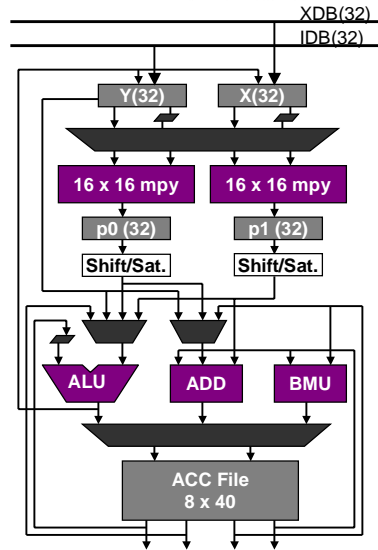 XDB(32)
IDB(32)
Y(32)
X(32)
16 x 16 mpy
16 x 16 mpy
p0 (32)
p1 (32)
Shift/Sat.
Shift/Sat.
ALU
ADD
BMU
ACC File
8 x 40